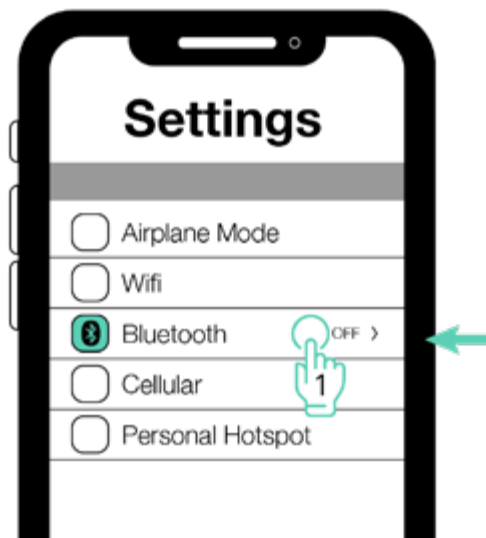 Settings
Airplane Mode
Wifi
Bluetooth OFF >
1
Cellular
Personal Hotspot